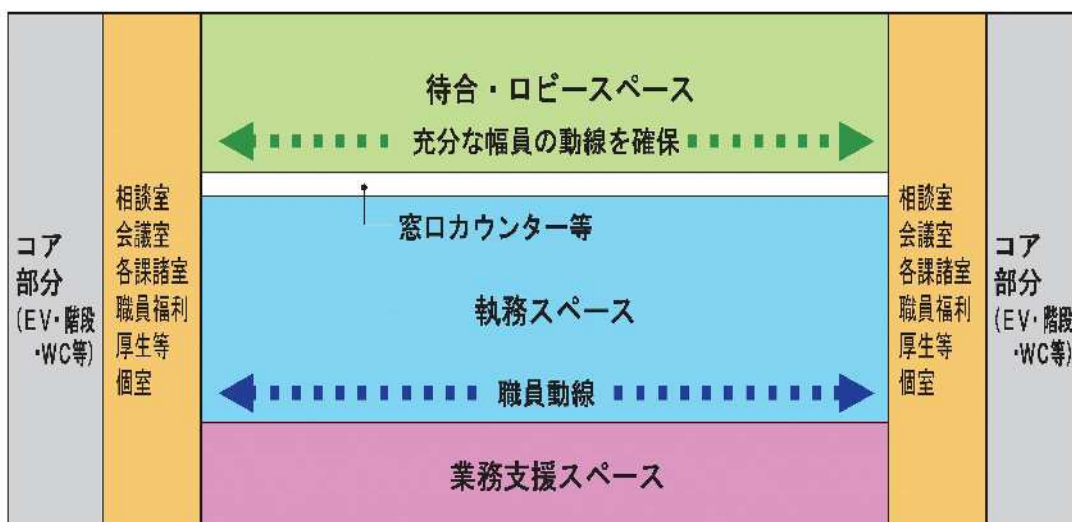 待合・ロビースペース
充分な幅員の動線を確保
窓口カウンター等
執務スペース
職員動線
業務支援スペース
コア
部分
(EV・階段
・WC等)
相談室
会議室
各課諸室
職員福利
厚生等
個室
相談室
会議室
各課諸室
職員福利
厚生等
個室
コア
部分
(EV・階段
・WC等)